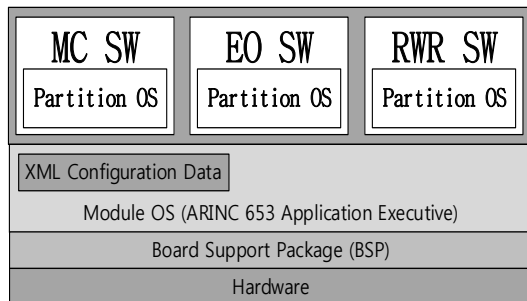 MC SW
Partition OS
EO SW
Partition OS
RWR SW
Partition OS
XML Configuration Data
Module OS (ARINC 653 Application Executive)
Board Support Package (BSP)
Hardware